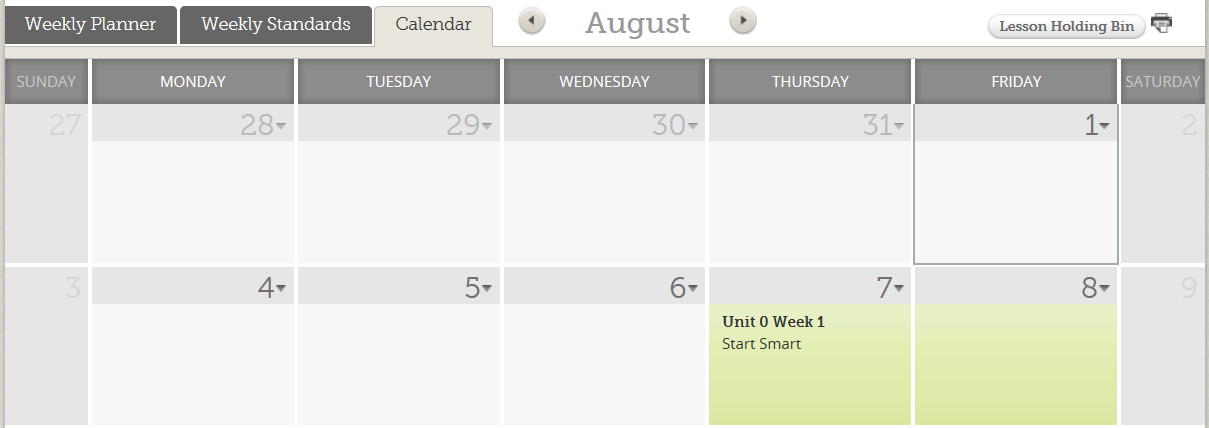 Weekly Planner Weekly Standards Calendar August Lesson Holding Bin
SUNDAY MONDAY TUESDAY WEDNESDAY THURSDAY FRIDAY SATURDAY
27 28 29 30 31 1 2
3 4 5 6 7 8 9
Unit 0 Week 1
Start Smart